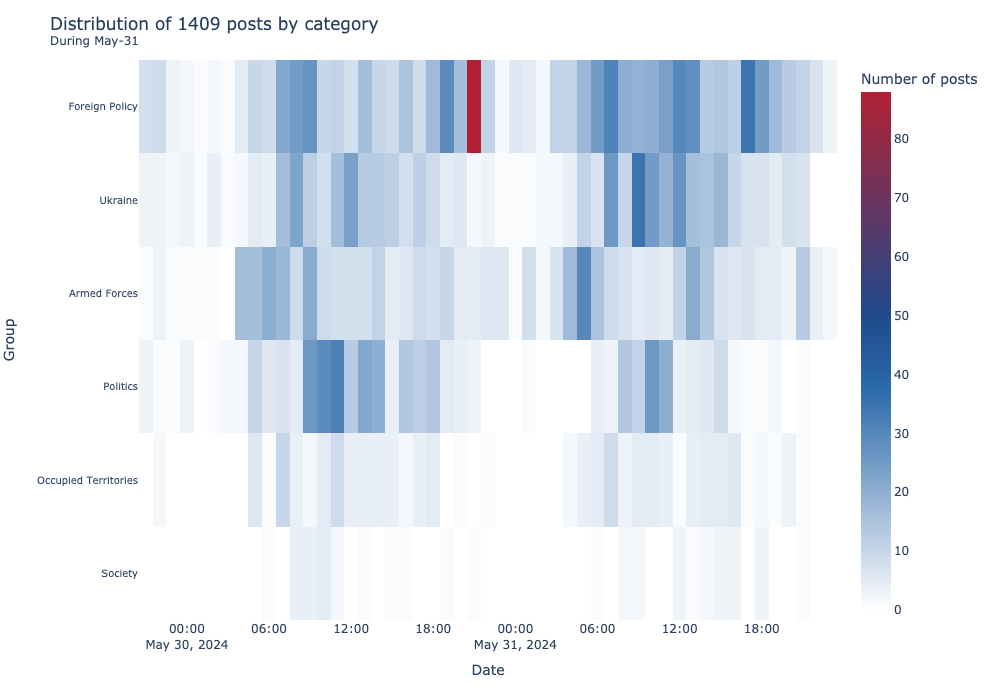 Distribution of 1409 posts by category
During May-31
Number of posts
Foreign Policy
Ukraine
Armed Forces
Politics
Occupied Territories
Society
Group
80
70
60
50
40
30
20
10
0
00:00 06:00 12:00 18:00 00:00 06:00 12:00 18:00
May 30, 2024 May 31, 2024
Date